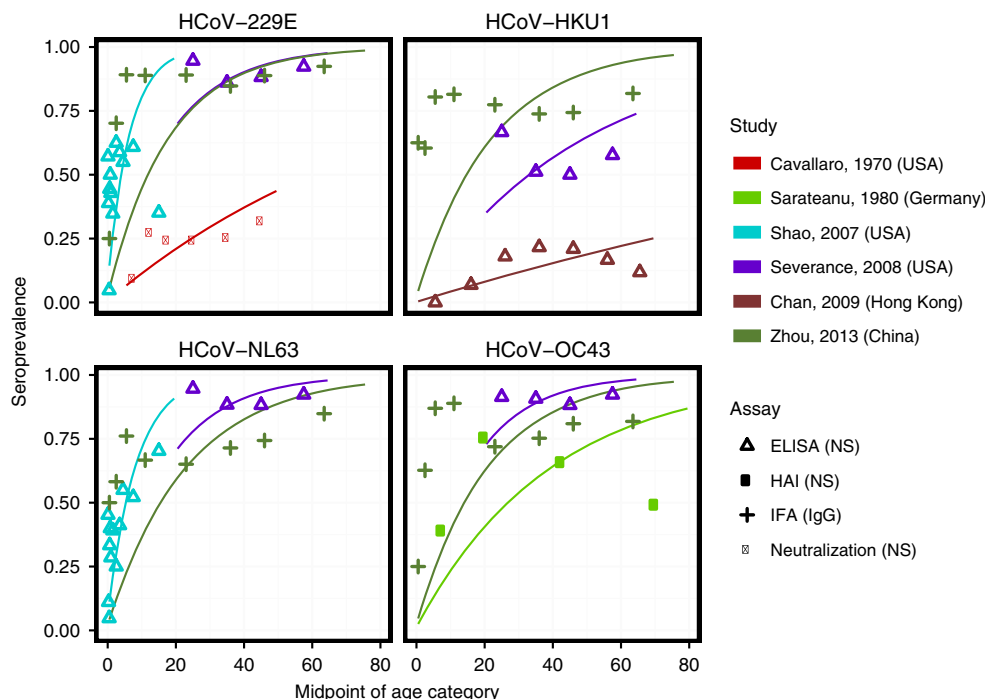 HCoV−229E
HCoV−HKU1
1.00
0.75
0.50
0.25
0.00
HCoV−NL63
HCoV−OC43
1.00
0.75
0.50
0.25
0.00
0 20 40 60 80
0 20 40 60 80
Seroprevalence
Midpoint of age category
Study
Cavallaro, 1970 (USA)
Sarateanu, 1980 (Germany)
Shao, 2007 (USA)
Severance, 2008 (USA)
Chan, 2009 (Hong Kong)
Zhou, 2013 (China)
Assay
ELISA (NS)
HAI (NS)
IFA (IgG)
Neutralization (NS)